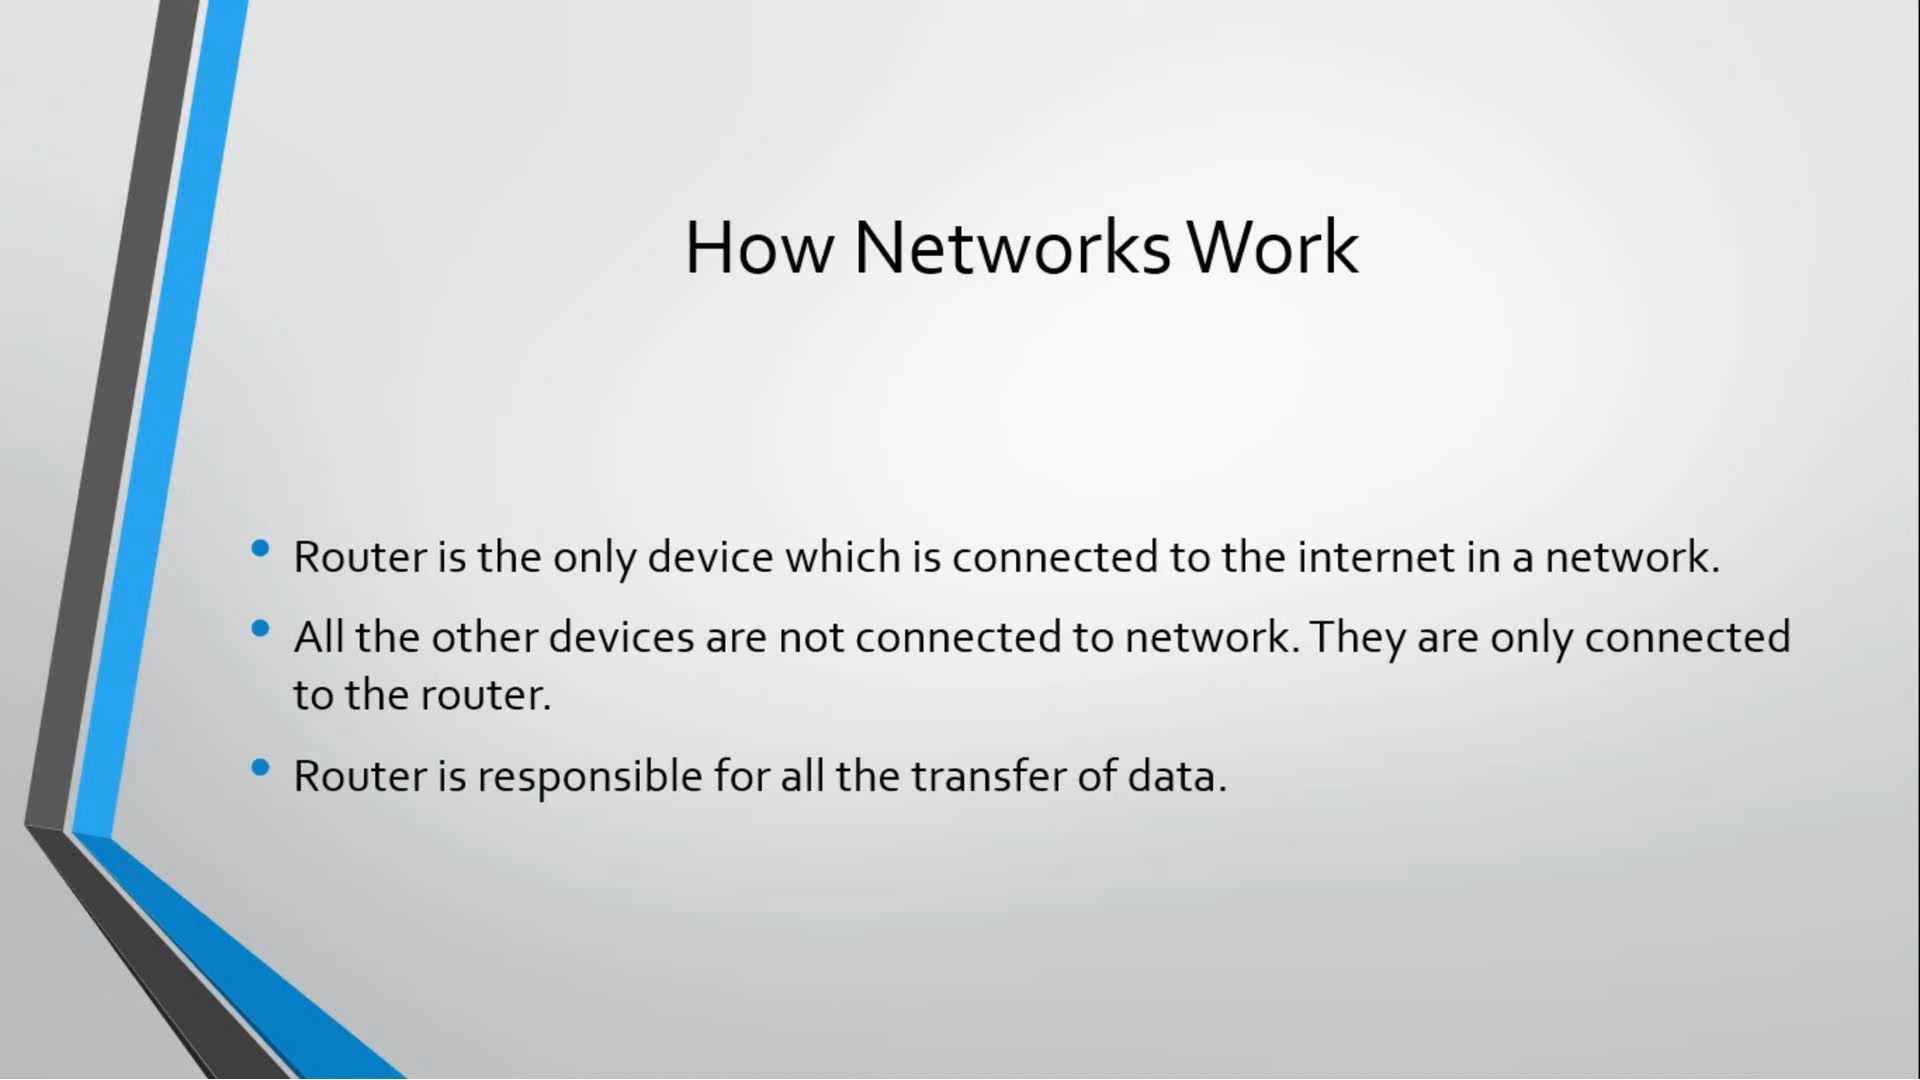 How Networks Work
• Router is the only device which is connected to the internet in a network.
• All the other devices are not connected to network. They are only connected
to the router.
• Router is responsible for all the transfer of data.